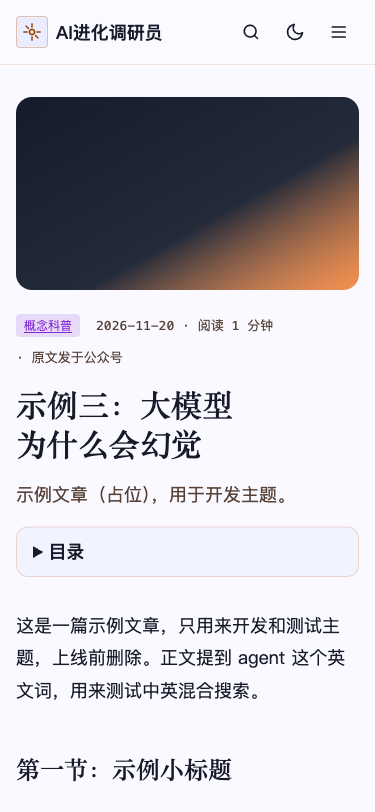 AI进化调研员
概念科普 2026-11-20 · 阅读 1 分钟
· 原文发于公众号
示例三：大模型
为什么会幻觉
示例文章（占位），用于开发主题。
目录
这是一篇示例文章，只用来开发和测试主
题，上线前删除。正文提到 agent 这个英
文词，用来测试中英混合搜索。
第一节：示例小标题